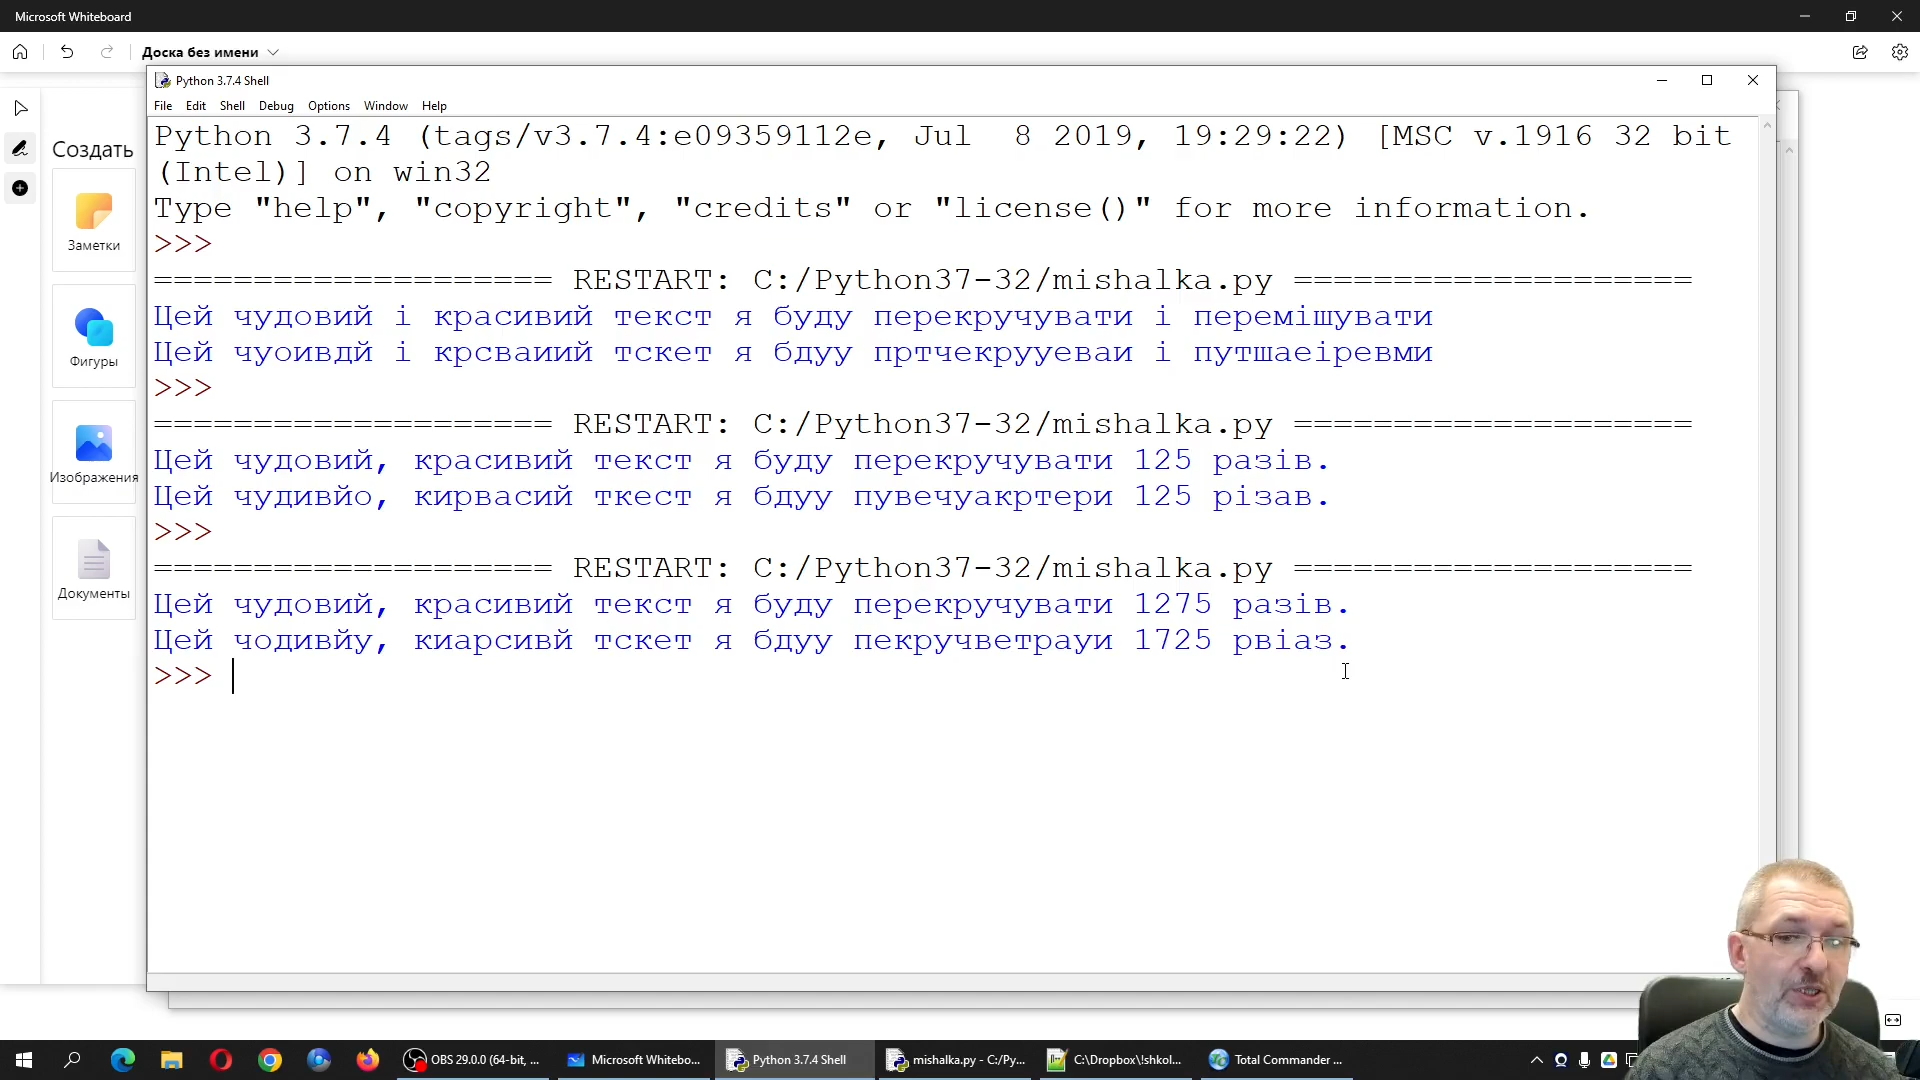 Microsoft Whiteboard
Доска без имени
Python 3.7.4 Shell
File Edit Shell Debug Options Window Help
Создать
Заметки
Фигуры
Изображения
Документы
Python 3.7.4 (tags/v3.7.4:e09359112e, Jul  8 2019, 19:29:22) [MSC v.1916 32 bit
(Intel)] on win32
Type "help", "copyright", "credits" or "license()" for more information.
>>>
==================== RESTART: C:/Python37-32/mishalka.py ====================
Цей чудовий і красивий текст я буду перекручувати і перемішувати
Цей чуоивдй і крсваиий тскет я бдуу пртчекрууеваи і путшаеіревми
>>>
==================== RESTART: C:/Python37-32/mishalka.py ====================
Цей чудовий, красивий текст я буду перекручувати 125 разів.
Цей чудивйо, кирвасий ткест я бдуу пувечуакртери 125 різав.
>>>
==================== RESTART: C:/Python37-32/mishalka.py ====================
Цей чудовий, красивий текст я буду перекручувати 1275 разів.
Цей чодивйу, киарсивй тскет я бдуу пекручветрауи 1725 рвіаз.
>>>
OBS 29.0.0 (64-bit, ...
Microsoft Whitebo...
Python 3.7.4 Shell
mishalka.py - C:/Py...
C:\Dropbox\!shkol...
Total Commander ...